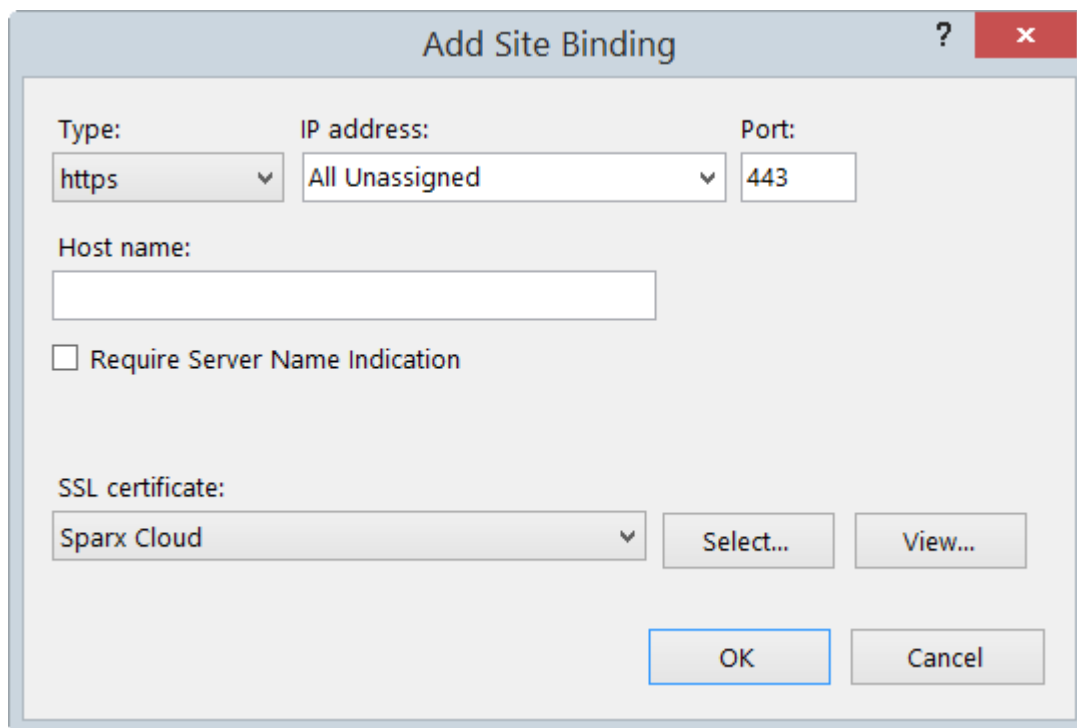 Add Site Binding
?
x
Type: IP address: Port:
https All Unassigned 443
Host name:
Require Server Name Indication
SSL certificate:
Sparx Cloud Select... View...
OK Cancel